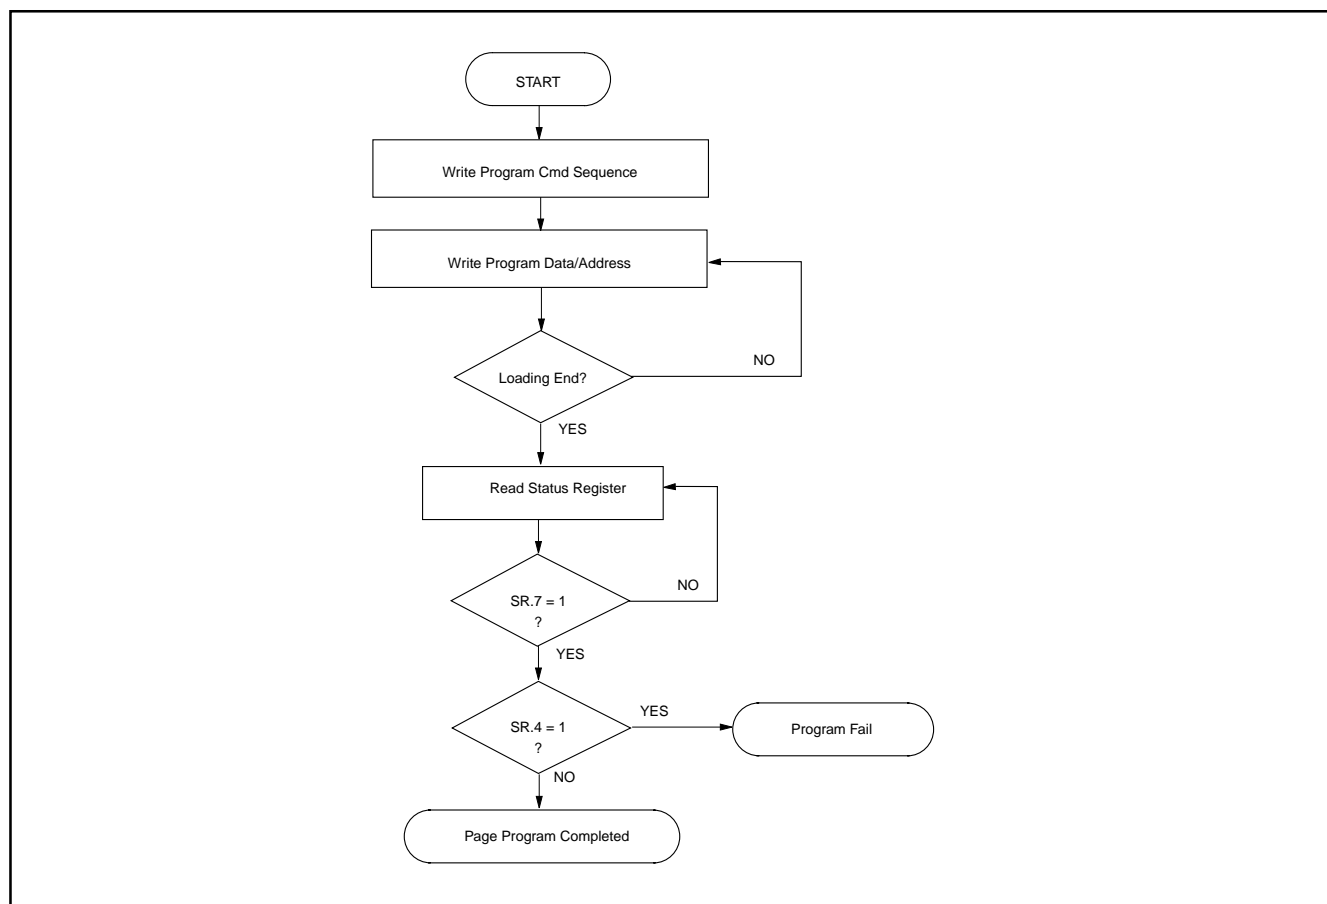 START
Write Program Cmd Sequence
Write Program Data/Address
NO
Loading End?
YES
Read Status Register
NO
SR.7 = 1
?
YES
YES
SR.4 = 1
Program Fail
?
NO
Page Program Completed